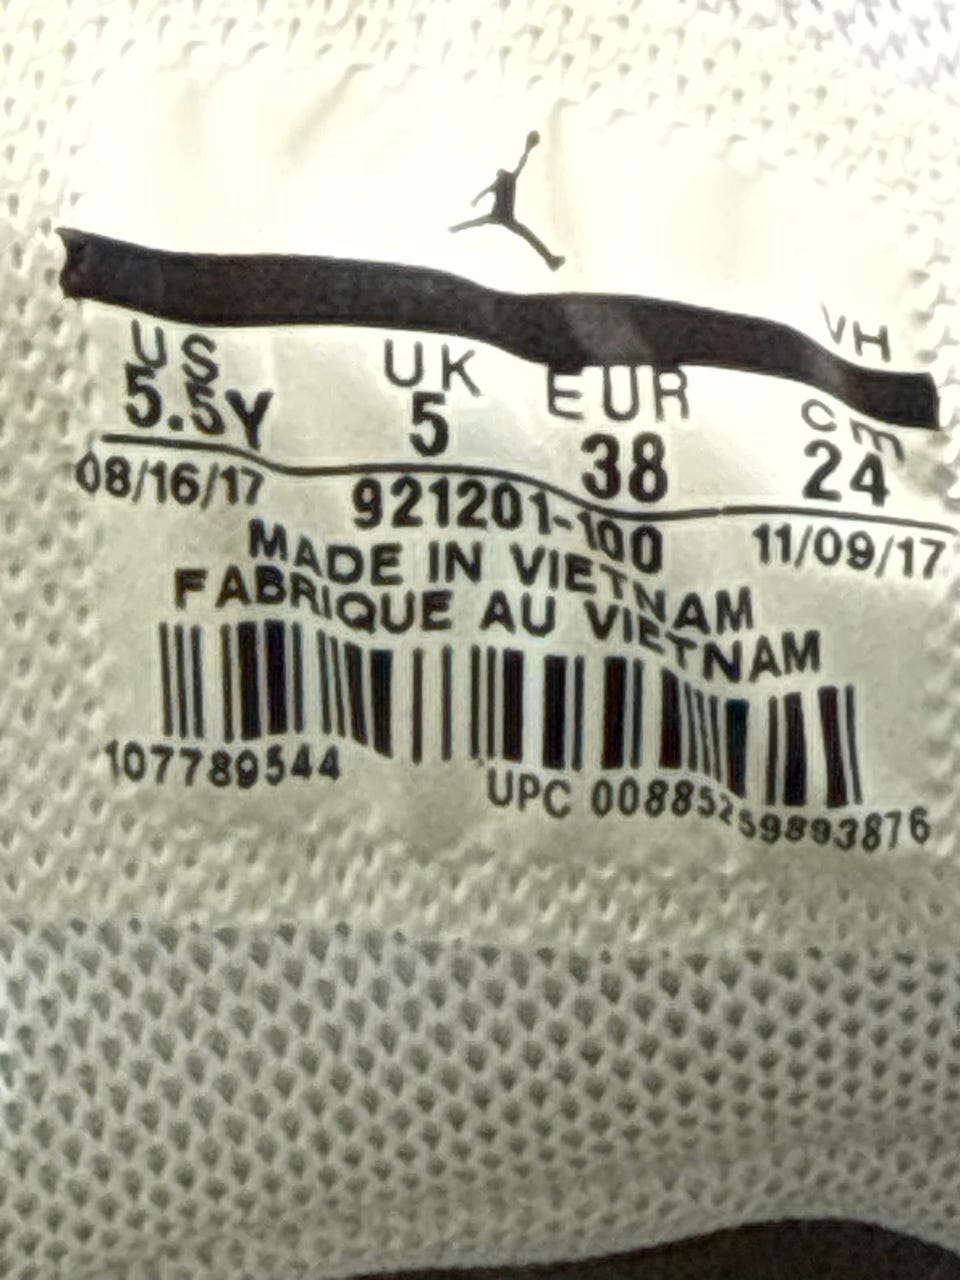 VH
US UK EUR cm
5.5Y 5 38 24
08/16/17 921201-100 11/09/17
MADE IN VIETNAM
FABRIQUE AU VIETNAM
107789544 UPC 00885259893876